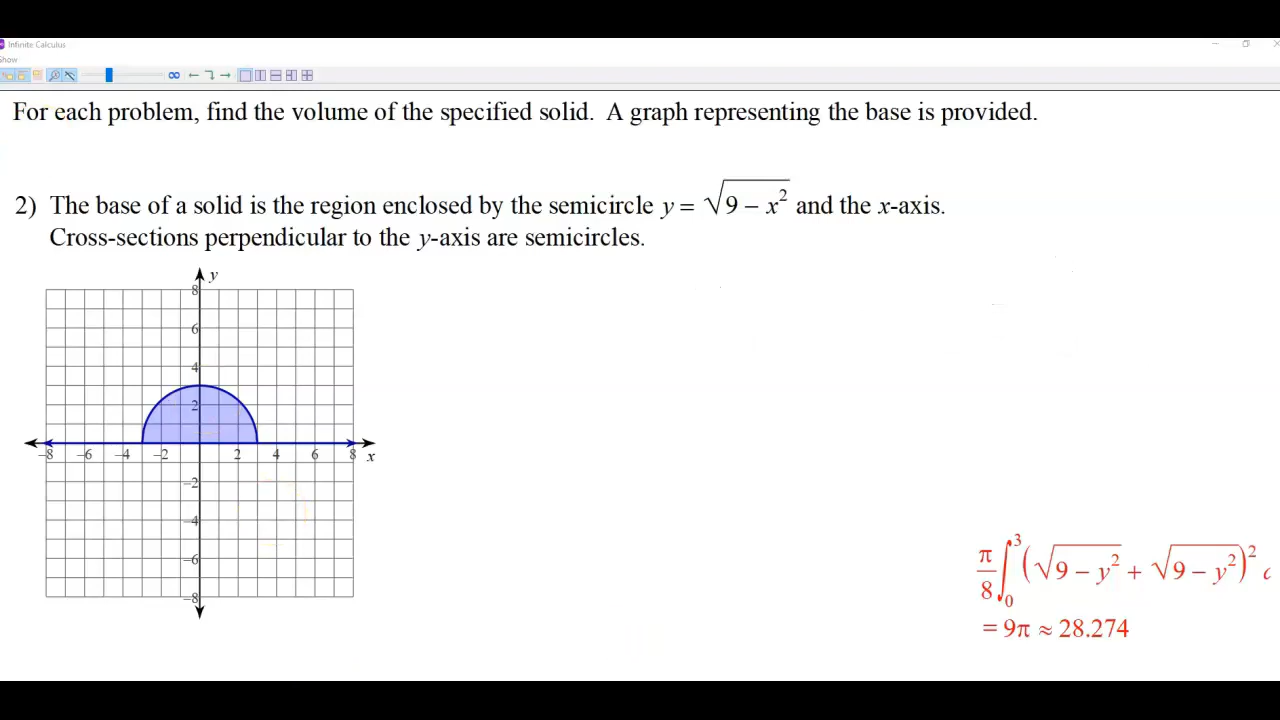 Infinite Calculus
Show
For each problem, find the volume of the specified solid. A graph representing the base is provided.
2) The base of a solid is the region enclosed by the semicircle y = √(9 − x²) and the x-axis.
Cross-sections perpendicular to the y-axis are semicircles.
y
8
6
4
2
−8 −6 −4 −2 2 4 6 8 x
−2
−4
−6
−8
π/8 ∫₀³ (√(9 − y²) + √(9 − y²))²
= 9π ≈ 28.274